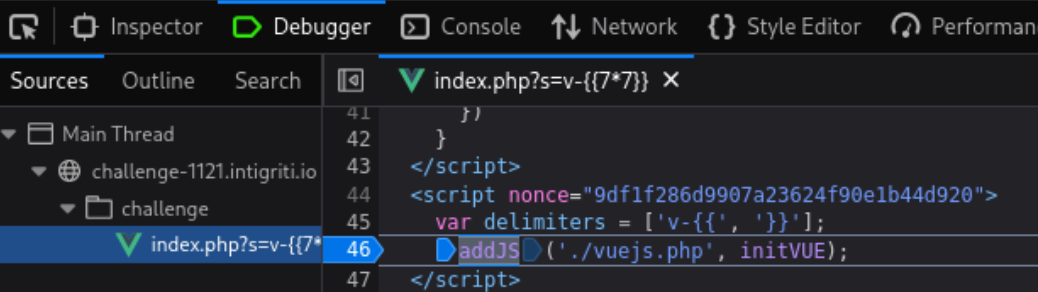 Inspector Debugger Console Network Style Editor Performan
Sources Outline Search
index.php?s=v-{{7*7}}
Main Thread
challenge-1121.intigriti.io
challenge
index.php?s=v-{{7*
41 })
42 }
43 </script>
44 <script nonce="9df1f286d9907a23624f90e1b44d920">
45 var delimiters = ['v-{{', '}}'];
46 addJS('./vuejs.php', initVUE);
47 </script>